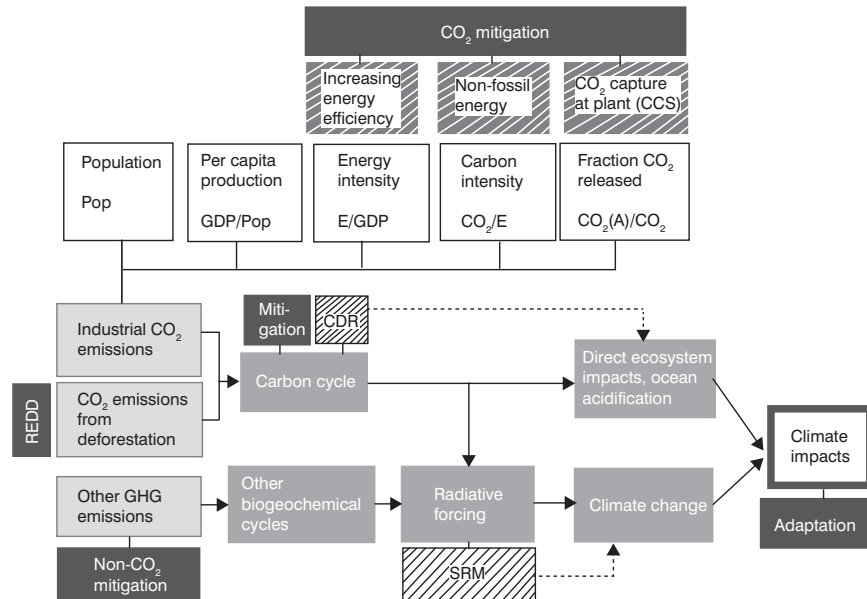 CO₂ mitigation
Increasing
energy
efficiency
Non-fossil
energy
CO₂ capture
at plant (CCS)
Population
Pop
Per capita
production
GDP/Pop
Energy
intensity
E/GDP
Carbon
intensity
CO₂/E
Fraction CO₂
released
CO₂(A)/CO₂
Industrial CO₂
emissions
Miti-
gation
CDR
Carbon cycle
Direct ecosystem
impacts, ocean
acidification
REDD
CO₂ emissions
from
deforestation
Climate
impacts
Other GHG
emissions
Other
biogeochemical
cycles
Radiative
forcing
Climate change
Adaptation
Non-CO₂
mitigation
SRM